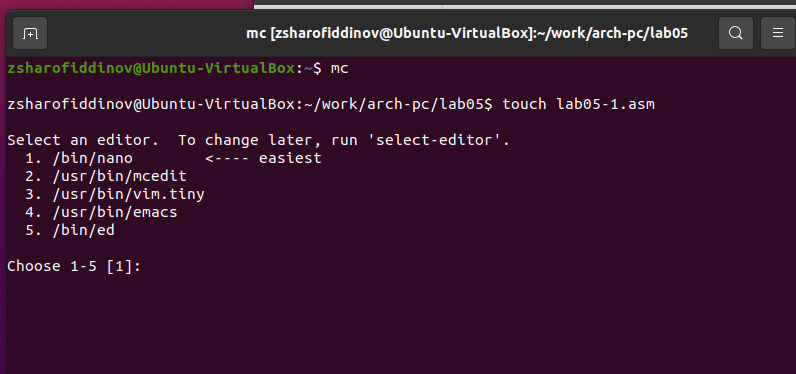 mc [zsharofiddinov@Ubuntu-VirtualBox]:~/work/arch-pc/lab05
zsharofiddinov@Ubuntu-VirtualBox:~$ mc
zsharofiddinov@Ubuntu-VirtualBox:~/work/arch-pc/lab05$ touch lab05-1.asm
Select an editor.  To change later, run 'select-editor'.
  1. /bin/nano        <---- easiest
  2. /usr/bin/mcedit
  3. /usr/bin/vim.tiny
  4. /usr/bin/emacs
  5. /bin/ed
Choose 1-5 [1]: